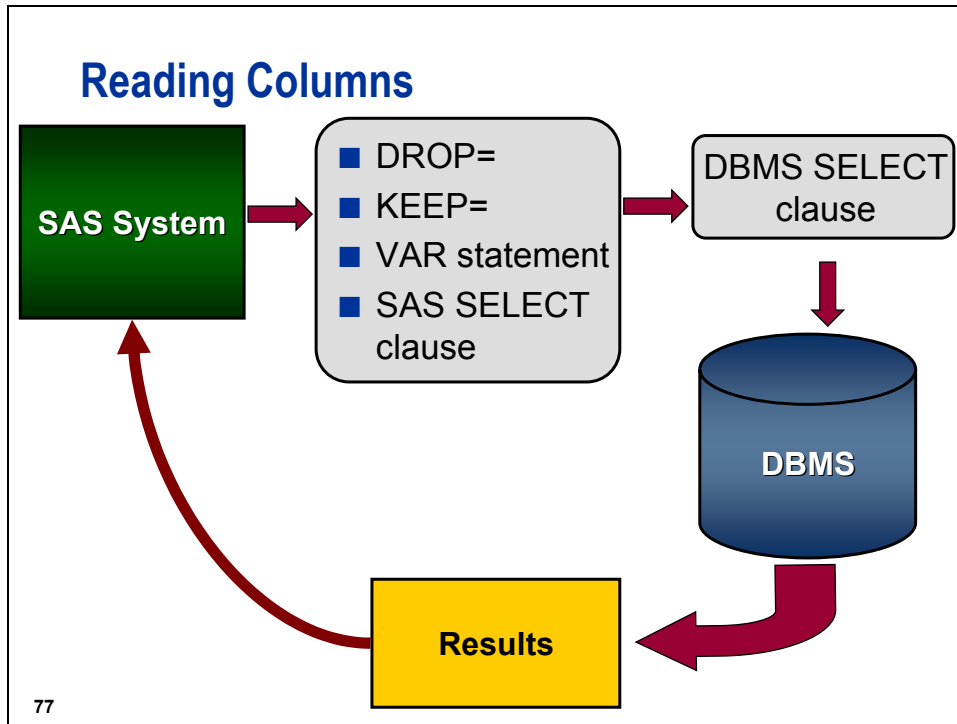 Reading Columns
SAS System
■ DROP=
■ KEEP=
■ VAR statement
■ SAS SELECT
clause
DBMS SELECT
clause
DBMS
Results
77